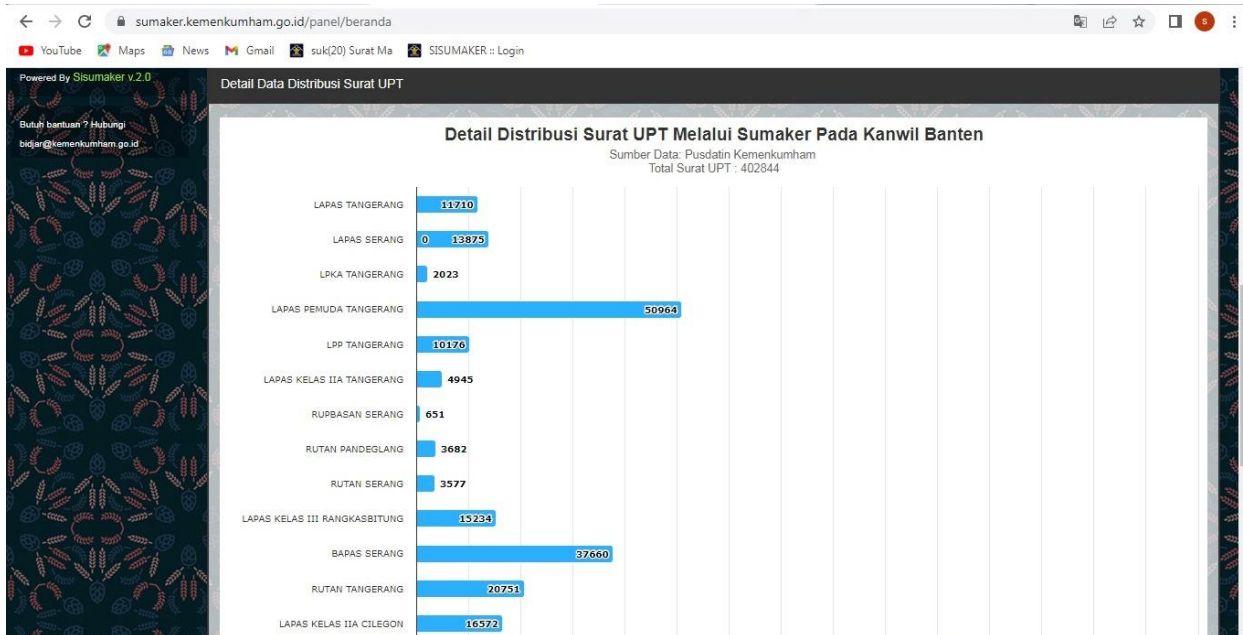 sumaker.kemenkumham.go.id/panel/beranda
S
YouTube Maps News Gmail suk(20) Surat Ma SISUMAKER :: Login
Powered By Sisumaker v.2.0
Butuh bantuan ? Hubungi
bidjar@kemenkumham.go.id
Detail Data Distribusi Surat UPT
Detail Distribusi Surat UPT Melalui Sumaker Pada Kanwil Banten
Sumber Data: Pusdatin Kemenkumham
Total Surat UPT : 402844
LAPAS TANGERANG 11710
LAPAS SERANG 0 13875
LPKA TANGERANG 2023
LAPAS PEMUDA TANGERANG 50964
LPP TANGERANG 10176
LAPAS KELAS IIA TANGERANG 4945
RUPBASAN SERANG 651
RUTAN PANDEGLANG 3682
RUTAN SERANG 3577
LAPAS KELAS III RANGKASBITUNG 15234
BAPAS SERANG 37660
RUTAN TANGERANG 20751
LAPAS KELAS IIA CILEGON 16572